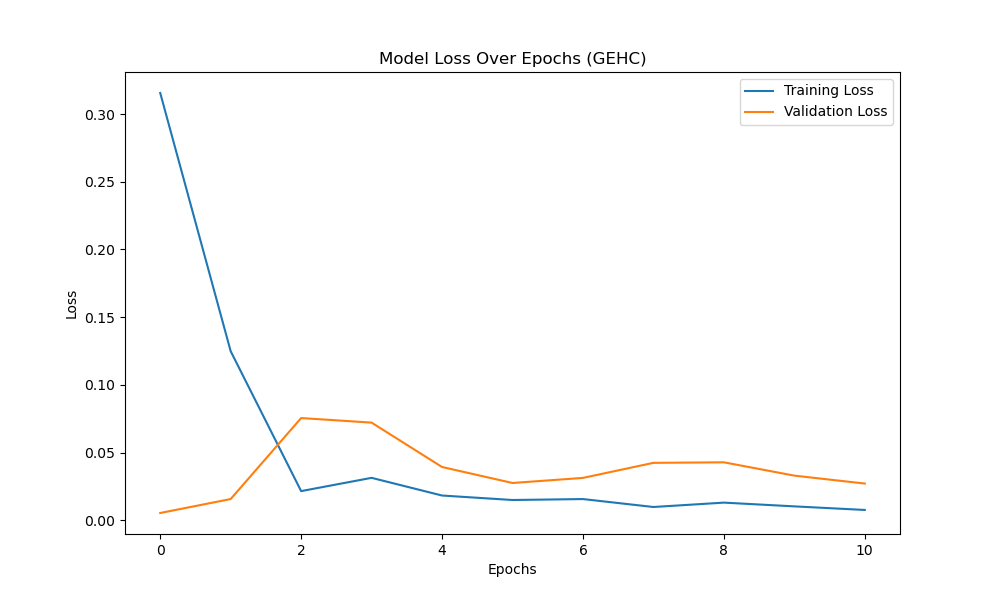 Model Loss Over Epochs (GEHC)
Training Loss
Validation Loss
0.30
0.25
0.20
0.15
0.10
0.05
0.00
Loss
0 2 4 6 8 10
Epochs